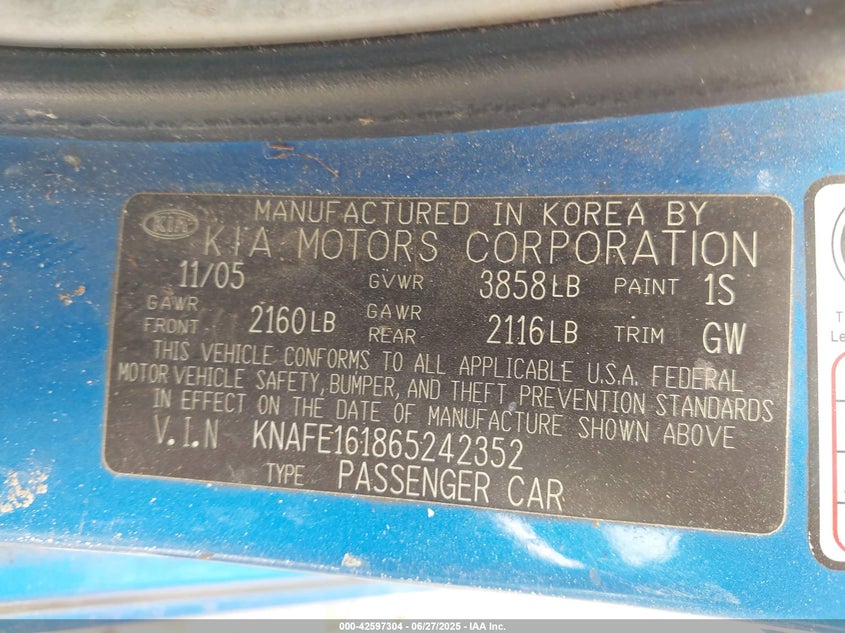 MANUFACTURED IN KOREA BY
KIA KIA MOTORS CORPORATION
11/05 GVWR 3858LB PAINT 1S
GAWR FRONT 2160LB GAWR REAR 2116LB TRIM GW
THIS VEHICLE CONFORMS TO ALL APPLICABLE U.S.A. FEDERAL
MOTOR VEHICLE SAFETY, BUMPER, AND THEFT PREVENTION STANDARDS
IN EFFECT ON THE DATE OF MANUFACTURE SHOWN ABOVE
V.I.N KNAFE161865242352
TYPE PASSENGER CAR
000-42597304 / 06/27/2025 - IAA Inc.